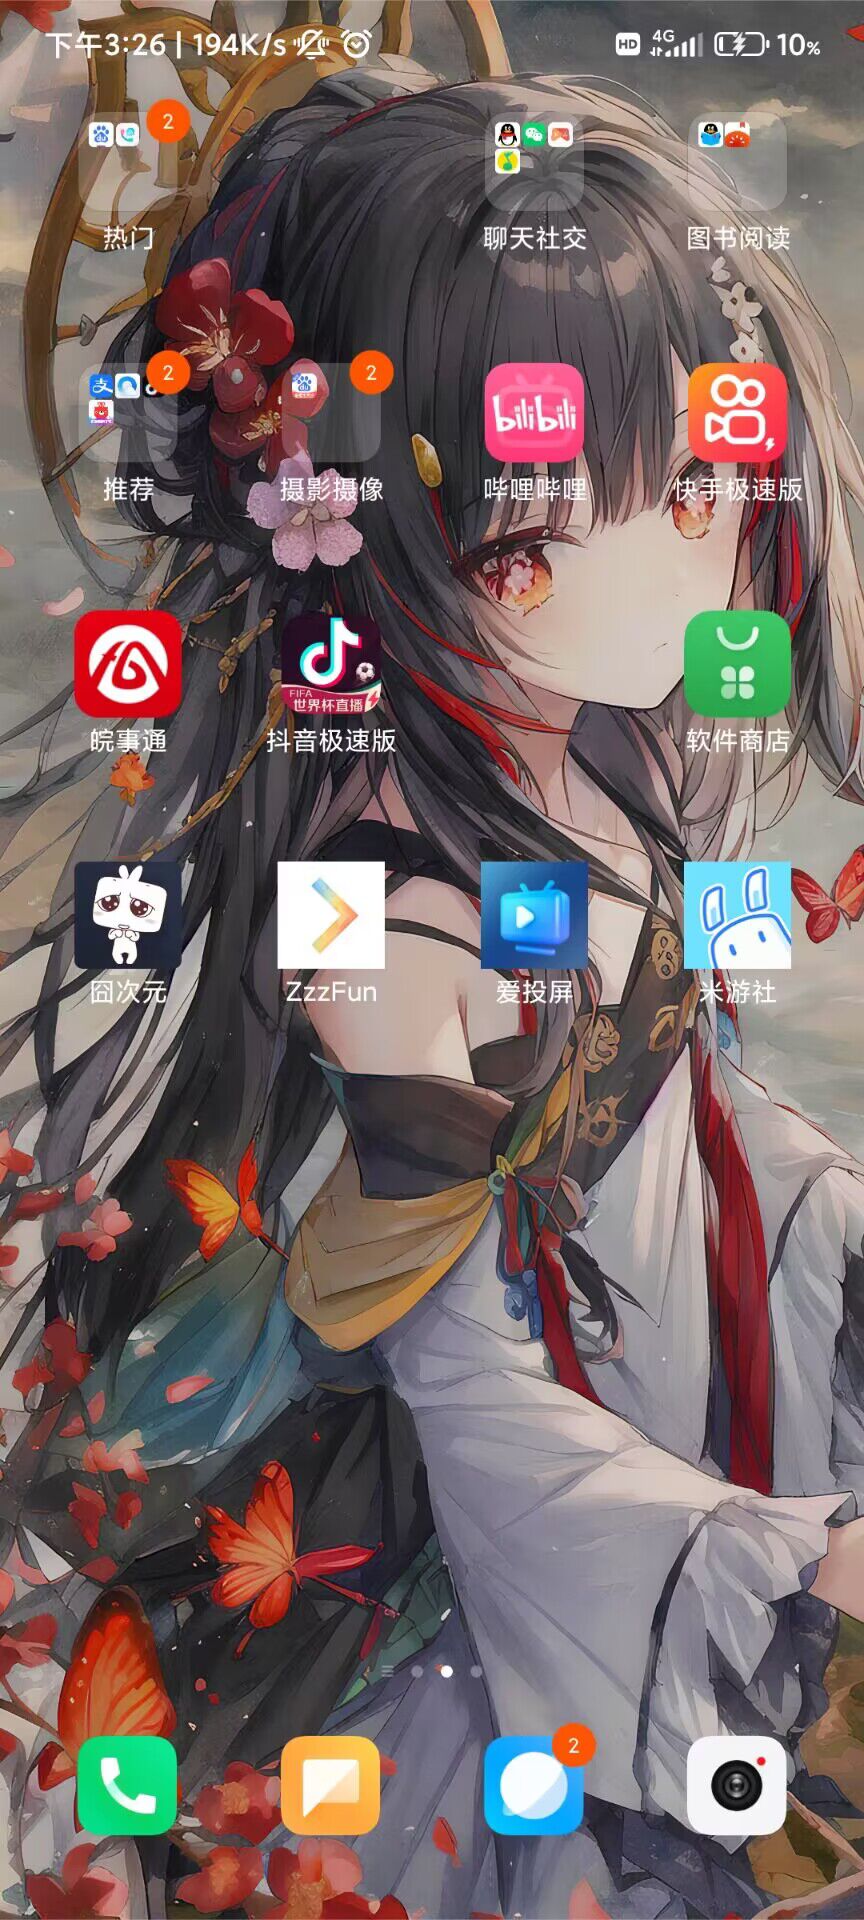 下午3:26 | 194K/s
HD 4G 10%
2
热门
聊天社交
图书阅读
2
2
bilibili
推荐
摄影摄像
哔哩哔哩
快手极速版
FIFA
世界杯直播
皖事通
抖音极速版
软件商店
囧次元
ZzzFun
爱投屏
米游社
2